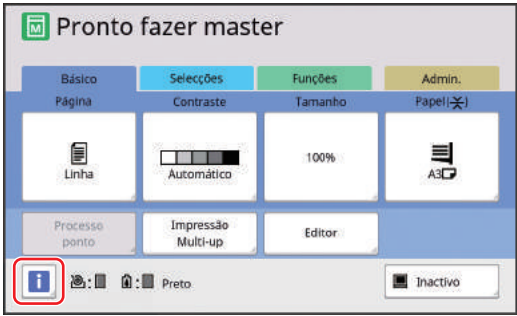 Pronto fazer master
Básico Selecções Funções Admin.
Página Contraste Tamanho Papel( )
Linha Automático 100% A3
Processo ponto Impressão Multi-up Editor
i : : Preto Inactivo